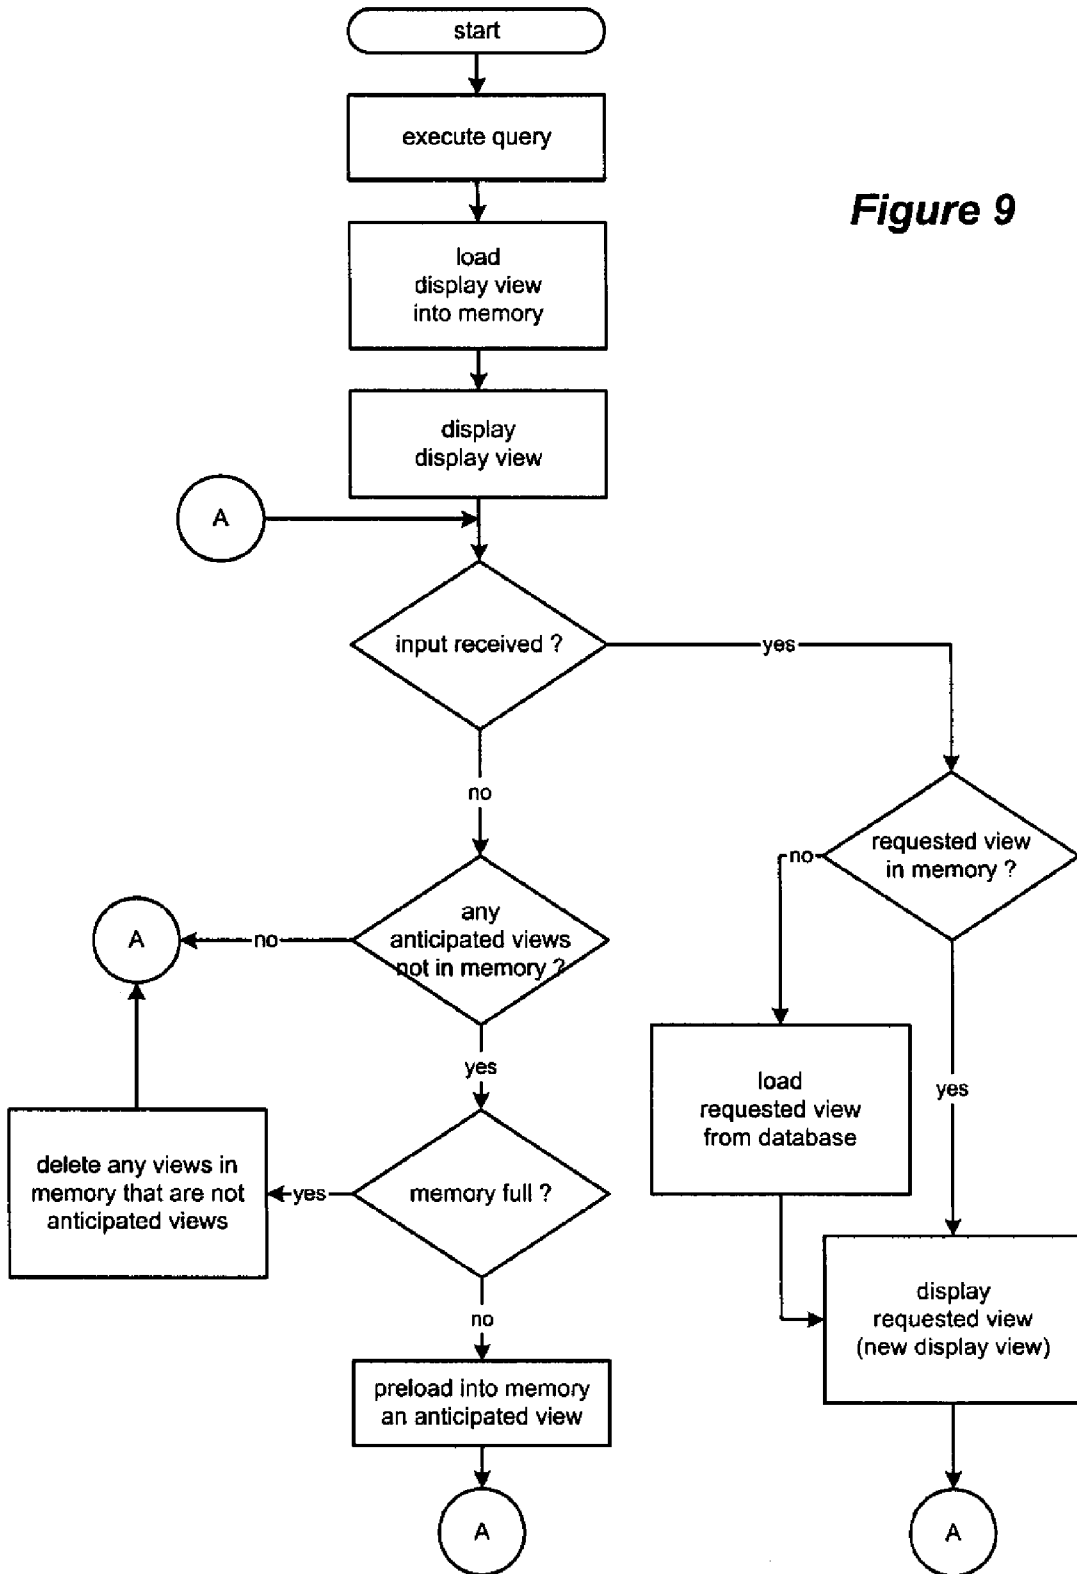 start
execute query
Figure 9
load
display view
into memory
display
display view
A
input received ?
yes
no
requested view
in memory ?
no
any
anticipated views
not in memory ?
no
A
yes
load
requested view
from database
yes
delete any views in
memory that are not
anticipated views
yes
memory full ?
display
requested view
(new display view)
no
preload into memory
an anticipated view
A
A